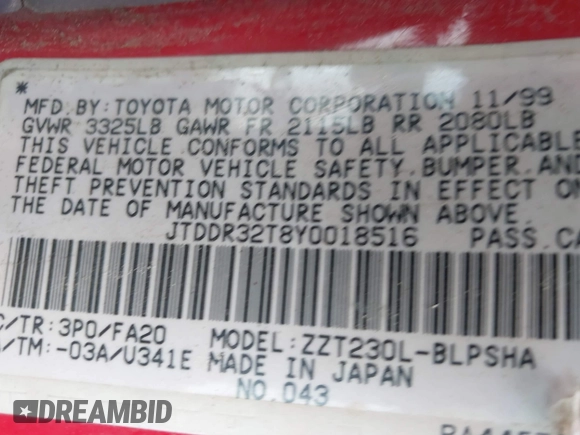 *
MFD.BY:TOYOTA MOTOR CORPORATION 11/99
GVWR 3325LB GAWR FR 2115LB RR 2080LB
THIS VEHICLE CONFORMS TO ALL APPLICABLE
FEDERAL MOTOR VEHICLE SAFETY,BUMPER,AND
THEFT PREVENTION STANDARDS IN EFFECT ON
THE DATE OF MANUFACTURE SHOWN ABOVE.
JTDDR32T8Y0018516 PASS.CA
C/TR:3P0/FA20 MODEL:ZZT230L-BLPSHA
A/TM:-03A/U341E MADE IN JAPAN
NO.043
DREAMBID